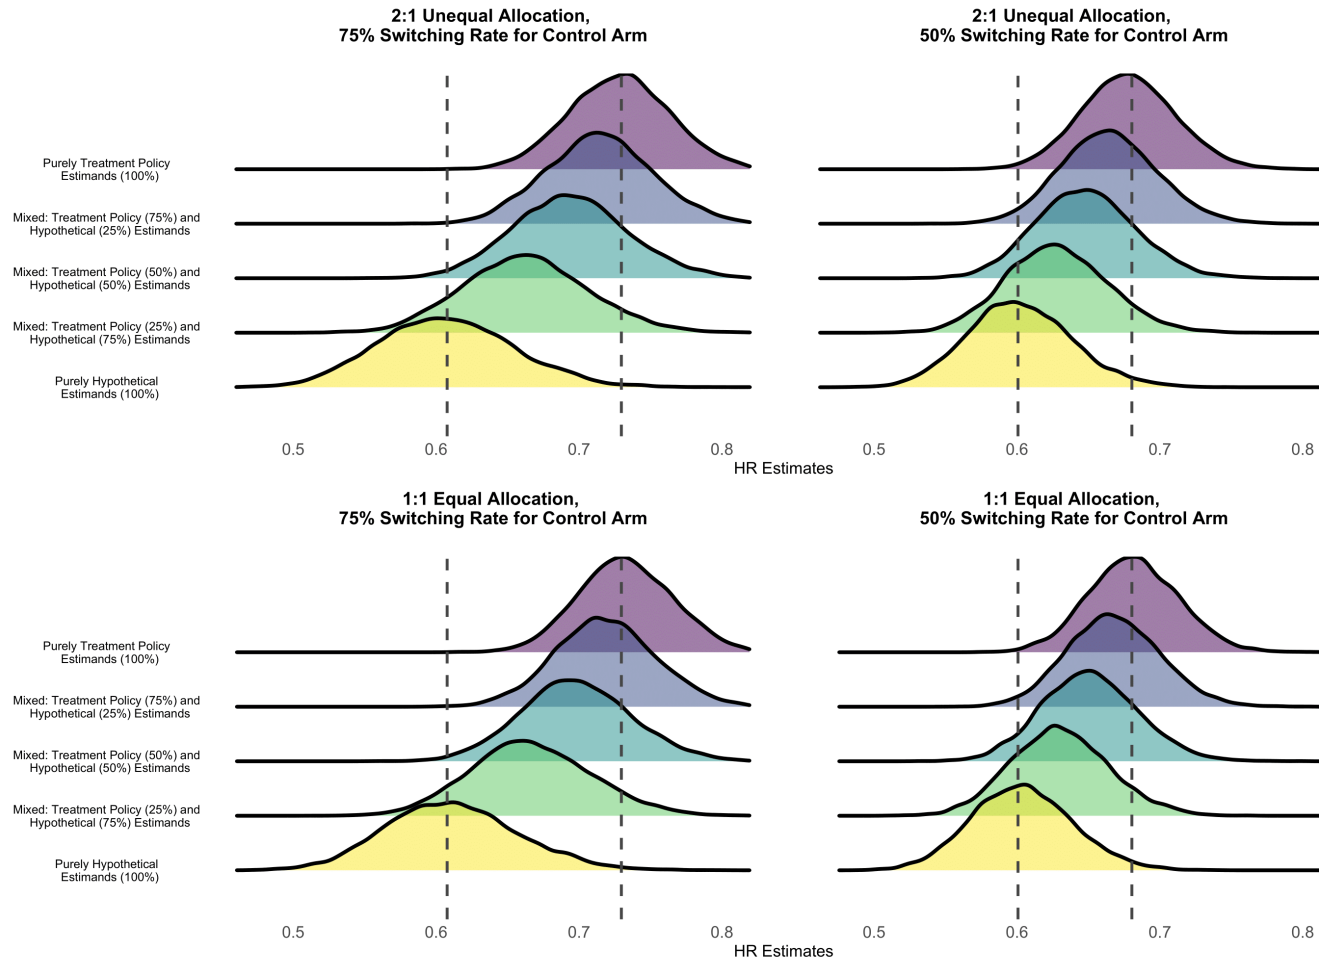 2:1 Unequal Allocation,
75% Switching Rate for Control Arm
2:1 Unequal Allocation,
50% Switching Rate for Control Arm
Purely Treatment Policy
Estimands (100%)
Mixed: Treatment Policy (75%) and
Hypothetical (25%) Estimands
Mixed: Treatment Policy (50%) and
Hypothetical (50%) Estimands
Mixed: Treatment Policy (25%) and
Hypothetical (75%) Estimands
Purely Hypothetical
Estimands (100%)
0.5 0.6 0.7 0.8 0.5 0.6 0.7 0.8
HR Estimates
1:1 Equal Allocation,
75% Switching Rate for Control Arm
1:1 Equal Allocation,
50% Switching Rate for Control Arm
Purely Treatment Policy
Estimands (100%)
Mixed: Treatment Policy (75%) and
Hypothetical (25%) Estimands
Mixed: Treatment Policy (50%) and
Hypothetical (50%) Estimands
Mixed: Treatment Policy (25%) and
Hypothetical (75%) Estimands
Purely Hypothetical
Estimands (100%)
0.5 0.6 0.7 0.8 0.5 0.6 0.7 0.8
HR Estimates